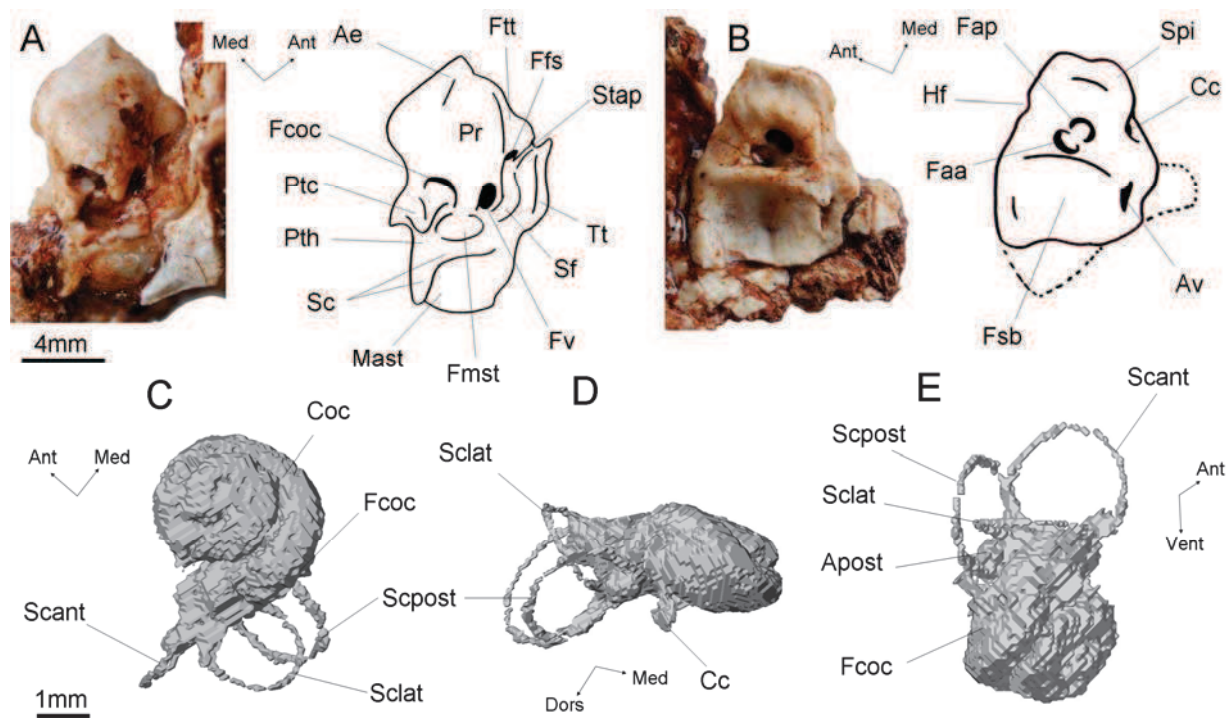 A
Med
Ant
Ae
Ftt
Ffs
Stap
Fcoc
Pr
Ptc
Pth
Tt
Sf
Sc
Fv
Mast
Fmst
4mm
B
Ant
Med
Fap
Spi
Hf
Cc
Faa
Av
Fsb
C
Ant
Med
Coc
Fcoc
Scant
Scpost
Sclat
1mm
D
Sclat
Med
Dors
Cc
E
Scant
Scpost
Ant
Sclat
Vent
Apost
Fcoc